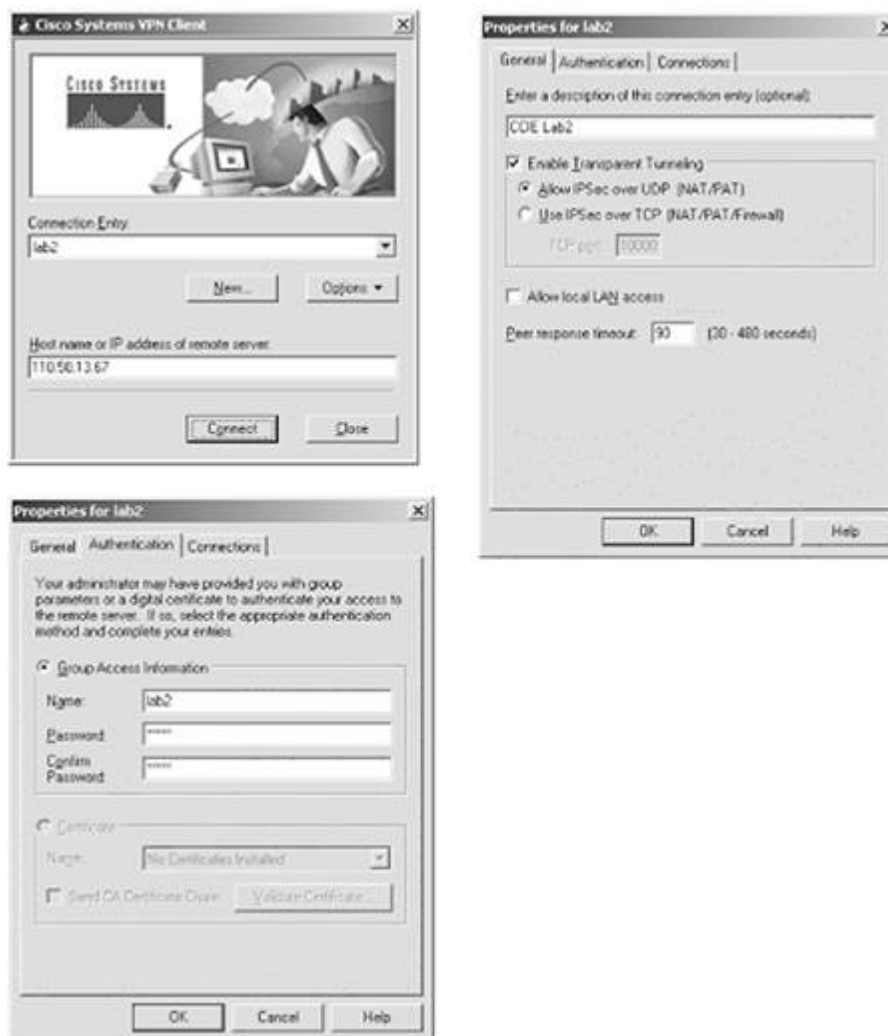 Cisco Systems VPN Client
CISCO SYSTEMS
Connection Entry:
lab2
New...
Options
Host name or IP address of remote server:
110.50.13.67
Connect
Close
Properties for lab2
General
Authentication
Connections
Enter a description of this connection entry (optional):
CCIE Lab2
Enable Transparent Tunneling
Allow IPSec over UDP (NAT/PAT)
Use IPSec over TCP (NAT/PAT/Firewall)
TCP port: 10000
Allow local LAN access
Peer response timeout: 90 (30 - 480 seconds)
OK
Cancel
Help
Properties for lab2
General
Authentication
Connections
Your administrator may have provided you with group
parameters or a digital certificate to authenticate your access to
the remote server. If so, select the appropriate authentication
method and complete your entries.
Group Access Information
Name: lab2
Password: *****
Confirm
Password: *****
Certificate
Name: No Certificates Installed
Send CA Certificate Chain
Validate Certificate...
OK
Cancel
Help